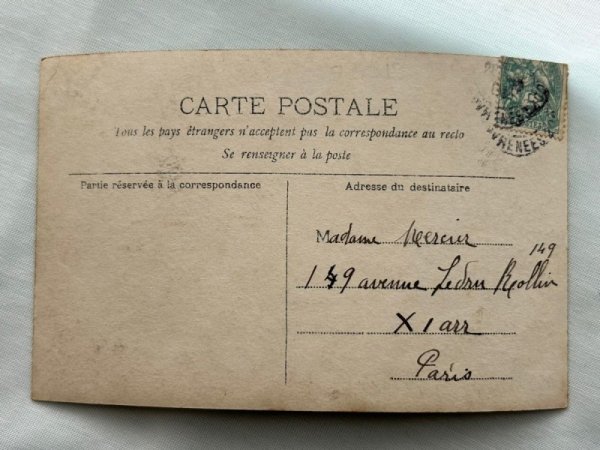 CARTE POSTALE
Tous les pays étrangers n'acceptent pas la correspondance au recto
Se renseigner à la poste
Partie réservée à la correspondance
Adresse du destinataire
Madame Mercier
149
149 avenue Ledru Rollin
XI arr
Paris